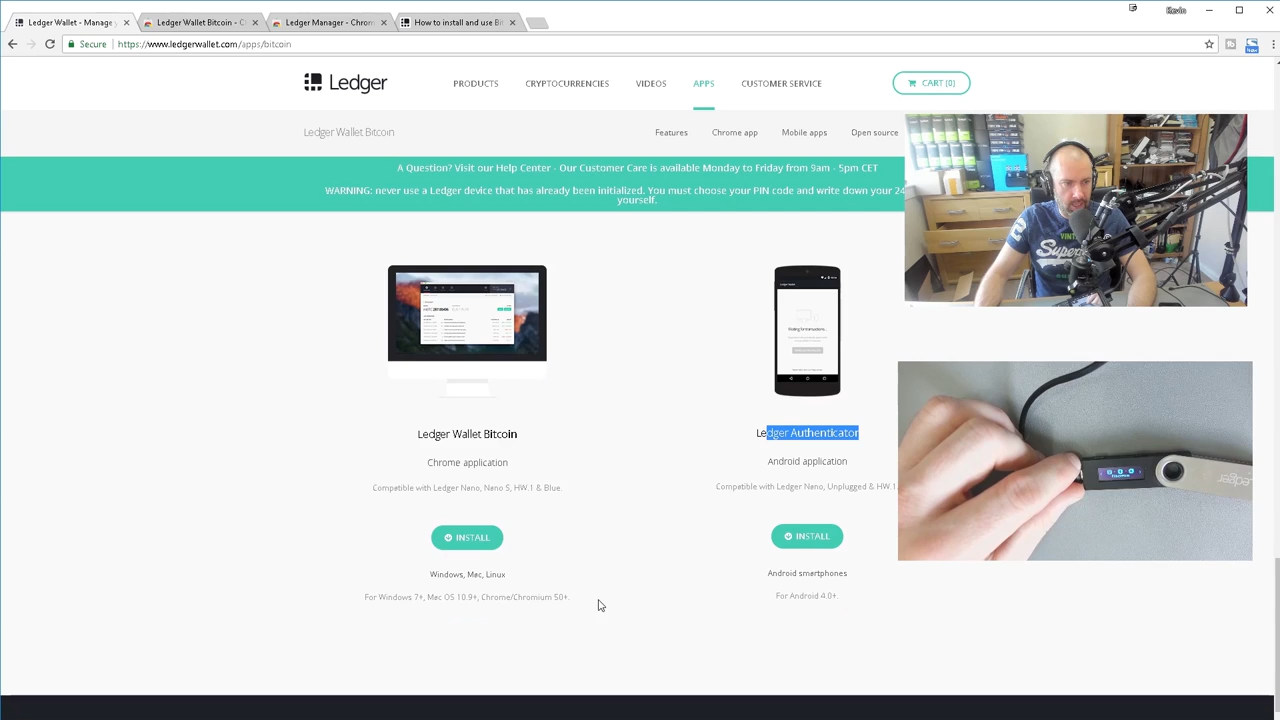 Ledger Wallet - Manage y
Ledger Wallet Bitcoin - C
Ledger Manager - Chrom
How to install and use Bit
Kevin
Secure
https://www.ledgerwallet.com/apps/bitcoin
Ledger
PRODUCTS
CRYPTOCURRENCIES
VIDEOS
APPS
CUSTOMER SERVICE
CART (0)
Ledger Wallet Bitcoin
Features
Chrome app
Mobile apps
Open source
A Question? Visit our Help Center - Our Customer Care is available Monday to Friday from 9am - 5pm CET
WARNING: never use a Ledger device that has already been initialized. You must choose your PIN code and write down your 24
yourself.
Ledger Wallet Bitcoin
Chrome application
Compatible with Ledger Nano, Nano S, HW.1 & Blue.
INSTALL
Windows, Mac, Linux
For Windows 7+, Mac OS 10.9+, Chrome/Chromium 50+.
Ledger Authenticator
Android application
Compatible with Ledger Nano, Unplugged & HW.1
INSTALL
Android smartphones
For Android 4.0+.
VINT
Super
Ledger
New